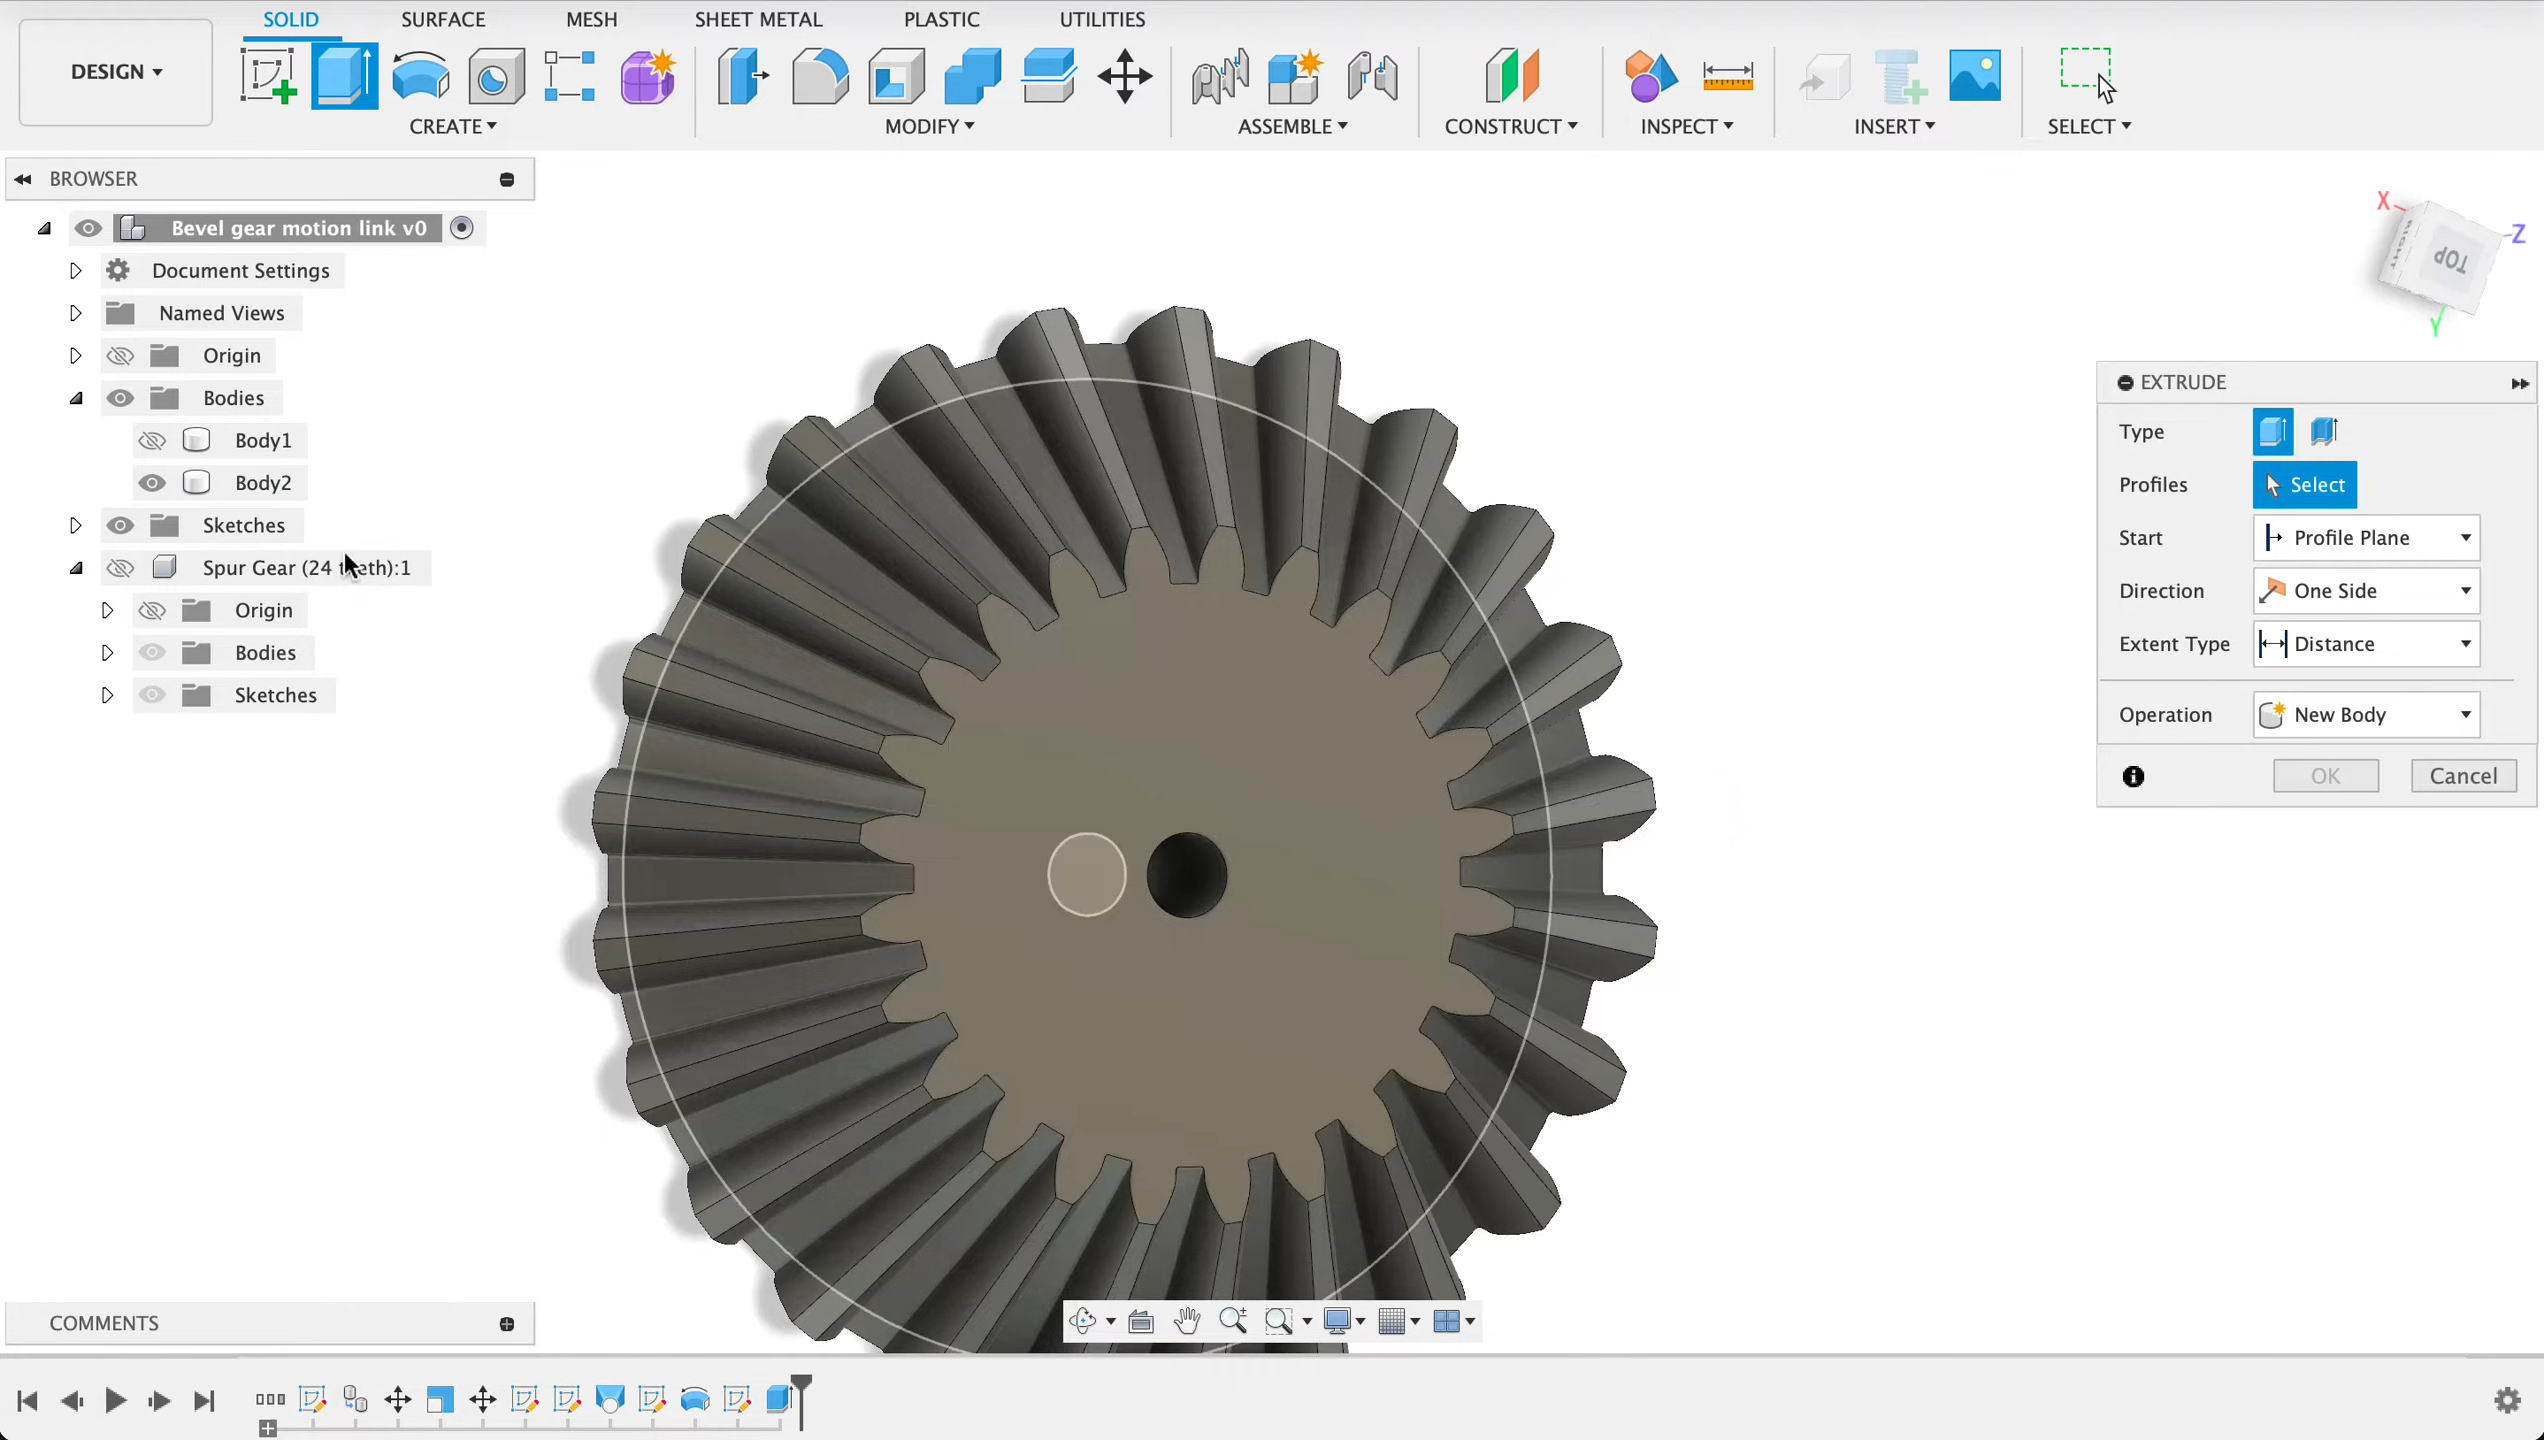 SOLID SURFACE MESH SHEET METAL PLASTIC UTILITIES
DESIGN
CREATE MODIFY ASSEMBLE CONSTRUCT INSPECT INSERT SELECT
BROWSER
Bevel gear motion link v0
Document Settings
Named Views
Origin
Bodies
Body1
Body2
Sketches
Spur Gear (24 teeth):1
Origin
Bodies
Sketches
X
Z
Y
RIGHT
TOP
EXTRUDE
Type
Profiles Select
Start Profile Plane
Direction One Side
Extent Type Distance
Operation New Body
OK Cancel
COMMENTS